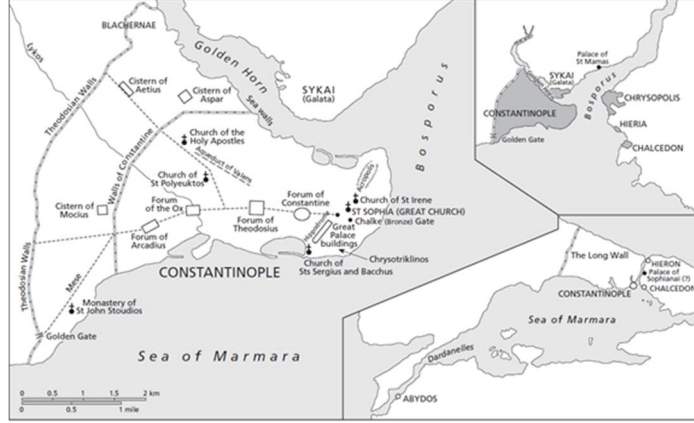 BLACHERNAE
Lykos
Golden Horn
Theodosian Walls
Cistern of
Aetius
Cistern of
Aspar
SYKAI
(Galata)
Sea walls
Bosporus
Walls of Constantine
Church of the
Holy Apostles
Aqueduct of Valens
Church of
St Polyeuktos
Acropolis
Cistern of
Mocius
Forum
of the Ox
Forum of
Constantine
Church of St Irene
ST SOPHIA (GREAT CHURCH)
Chalke (Bronze) Gate
Forum of
Theodosius
Hippodrome
Great
Palace
buildings
Forum of
Arcadius
Chrysotriklinos
Church of
Sts Sergius and Bacchus
CONSTANTINOPLE
Theodosian Walls
Mese
Monastery of
St John Stoudios
Golden Gate
Sea of Marmara
0 0.5 1 1.5 2 km
0 0.5 1 mile
Palace of
St Mamas
Golden Horn
SYKAI
(Galata)
Bosporus
CHRYSOPOLIS
CONSTANTINOPLE
HIERIA
Golden Gate
CHALCEDON
The Long Wall
HIERON
Palace of
Sophianai (?)
CONSTANTINOPLE
CHALCEDON
Sea of Marmara
Dardanelles
ABYDOS